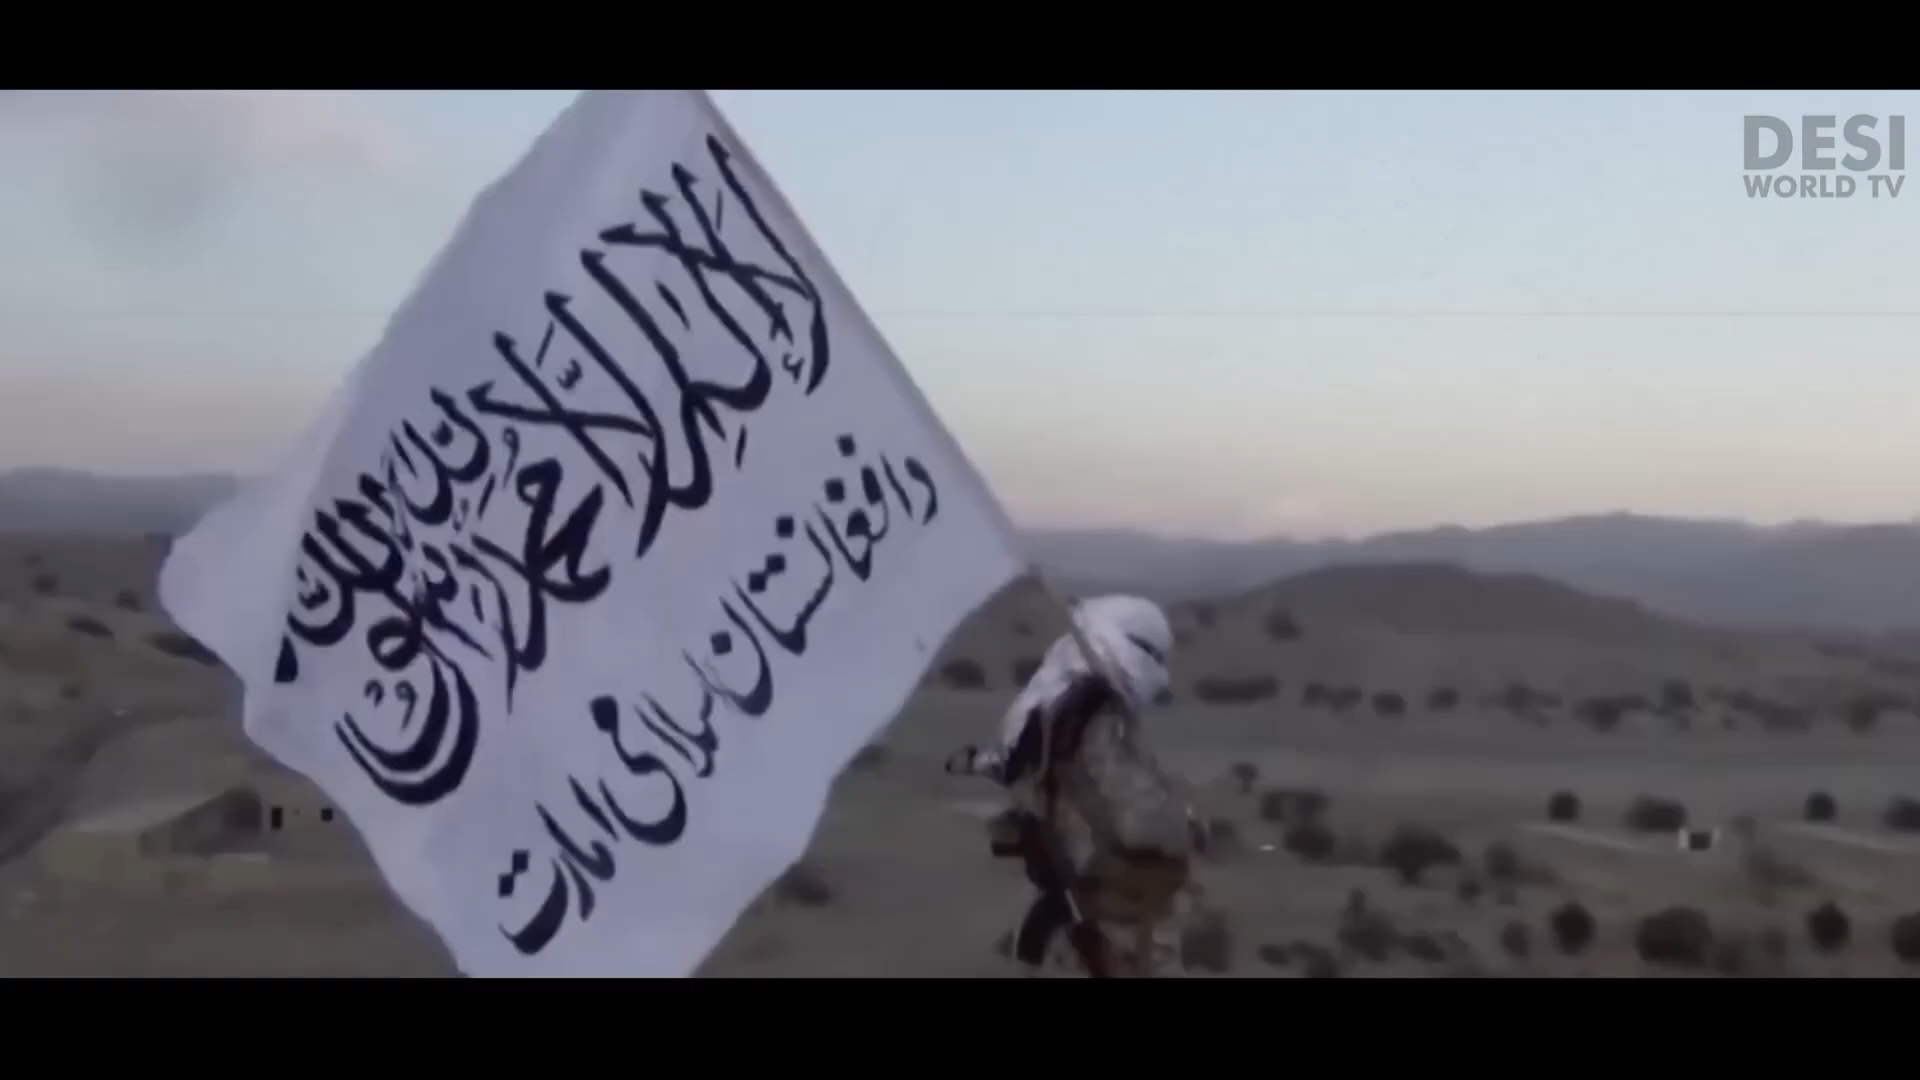 لا إله إلا الله محمد رسول الله
د افغانستان اسلامی امارت
DESI
WORLD TV